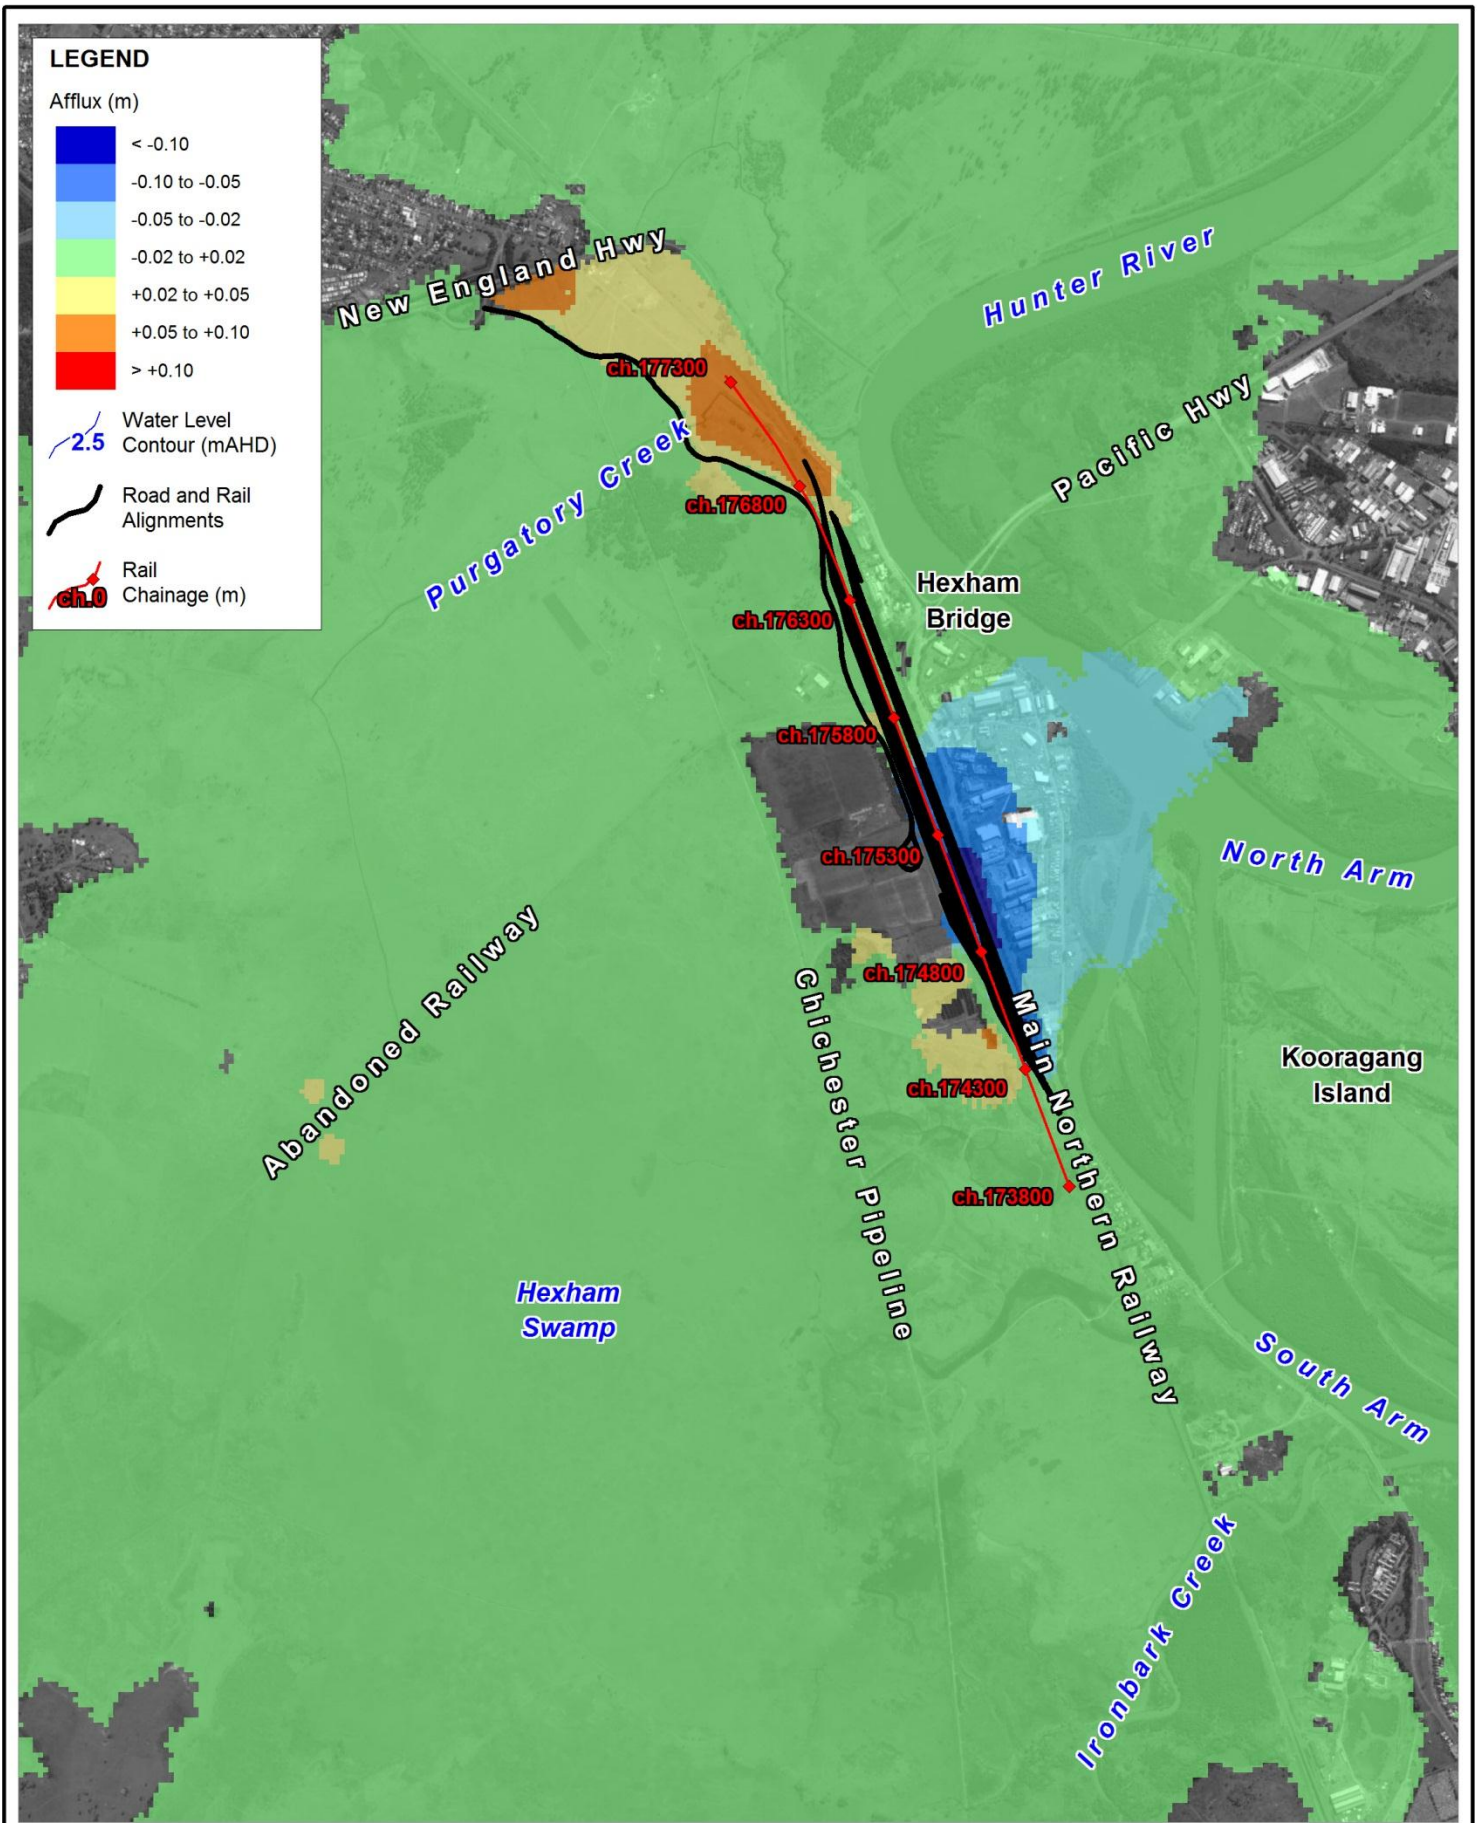 LEGEND
Afflux (m)
< -0.10
-0.10 to -0.05
-0.05 to -0.02
-0.02 to +0.02
+0.02 to +0.05
+0.05 to +0.10
> +0.10
2.5
Water Level
Contour (mAHD)
Road and Rail
Alignments
ch.0
Rail
Chainage (m)
New England Hwy
Hunter River
ch.177300
Pacific Hwy
Purgatory Creek
ch.176800
Hexham
Bridge
ch.176300
ch.175800
North Arm
ch.175300
Abandoned Railway
ch.174800
Chichester Pipeline
Main Northern Railway
Kooragang
Island
ch.174300
ch.173800
Hexham
Swamp
South Arm
Ironbark Creek